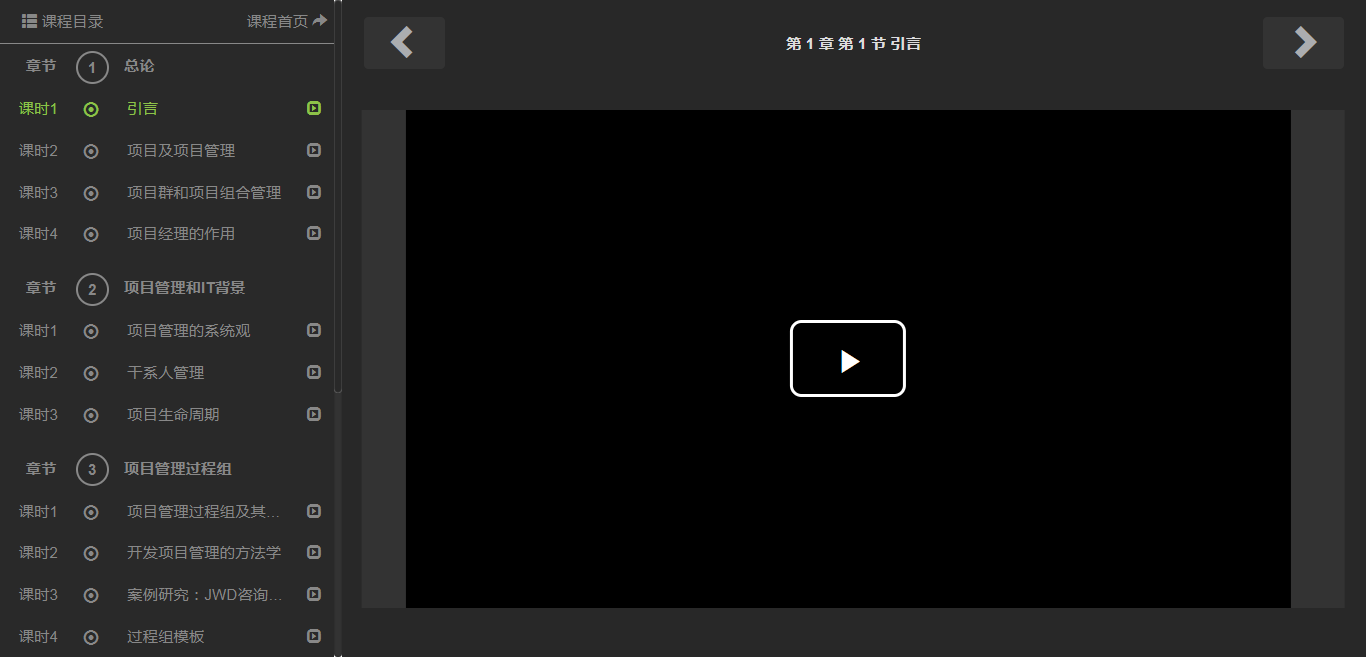 课程目录 课程首页
章节 1 总论
课时1 引言
课时2 项目及项目管理
课时3 项目群和项目组合管理
课时4 项目经理的作用
章节 2 项目管理和IT背景
课时1 项目管理的系统观
课时2 干系人管理
课时3 项目生命周期
章节 3 项目管理过程组
课时1 项目管理过程组及其...
课时2 开发项目管理的方法学
课时3 案例研究：JWD咨询...
课时4 过程组模板
第 1 章 第 1 节 引言